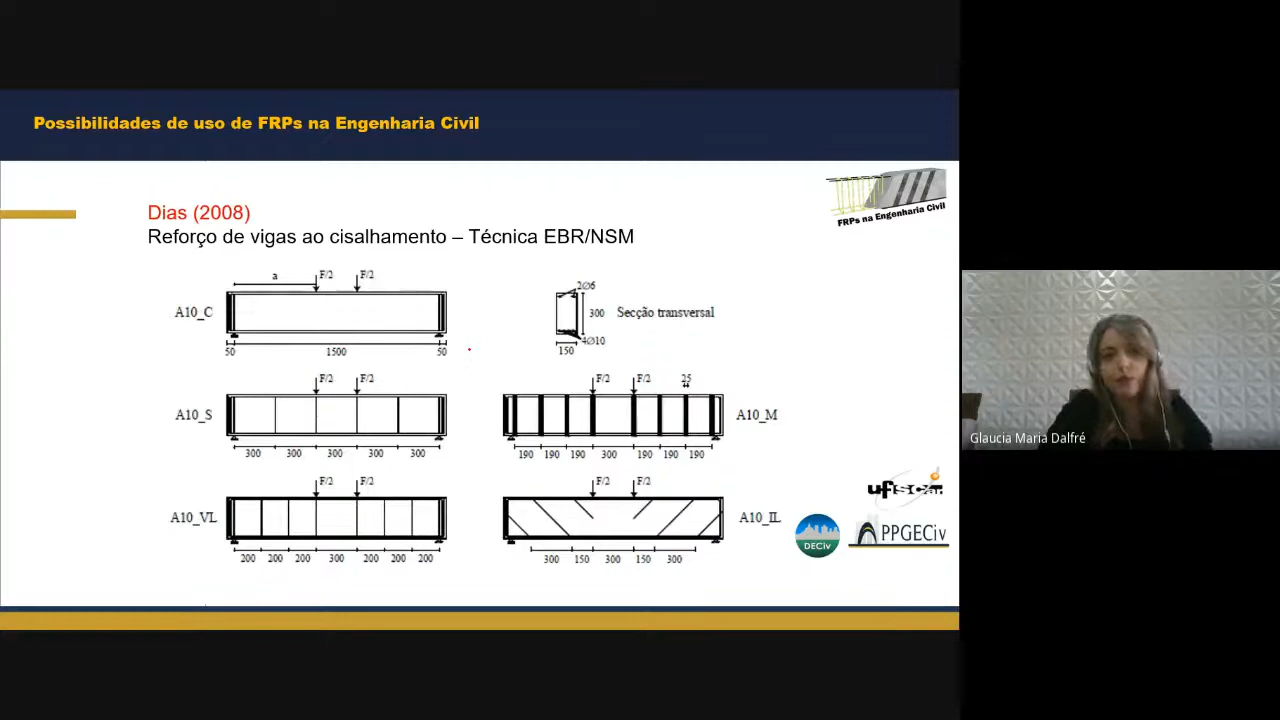 Possibilidades de uso de FRPs na Engenharia Civil
FRPs na Engenharia Civil
Dias (2008)
Reforço de vigas ao cisalhamento – Técnica EBR/NSM
a
F/2 F/2
A10_C
50 1500 50
2Ø6
300
Secção transversal
4Ø10
150
F/2 F/2
A10_S
300 300 300 300 300
F/2 F/2 25
A10_M
190 190 190 300 190 190 190
F/2 F/2
A10_VL
200 200 200 300 200 200 200
F/2 F/2
A10_IL
300 150 300 150 300
Glaucia Maria Dalfré
ufscar
DECiv
PPGECiv